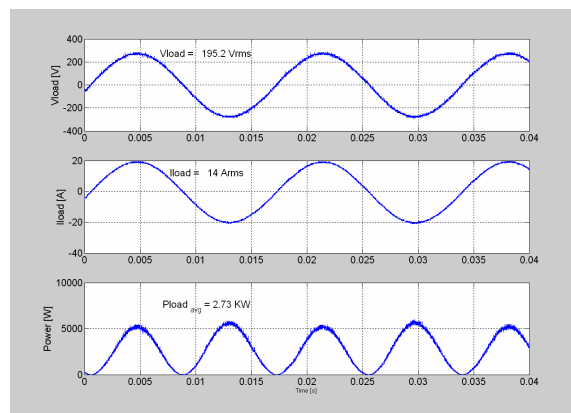 400
200
0
-200
-400
Vload [V]
Vload = 195.2 Vrms
0 0.005 0.01 0.015 0.02 0.025 0.03 0.035 0.04
20
0
-20
-40
Iload [A]
Iload = 14 Arms
0 0.005 0.01 0.015 0.02 0.025 0.03 0.035 0.04
10000
5000
0
Power [W]
Pload avg = 2.73 KW
0 0.005 0.01 0.015 0.02 0.025 0.03 0.035 0.04
Time [s]